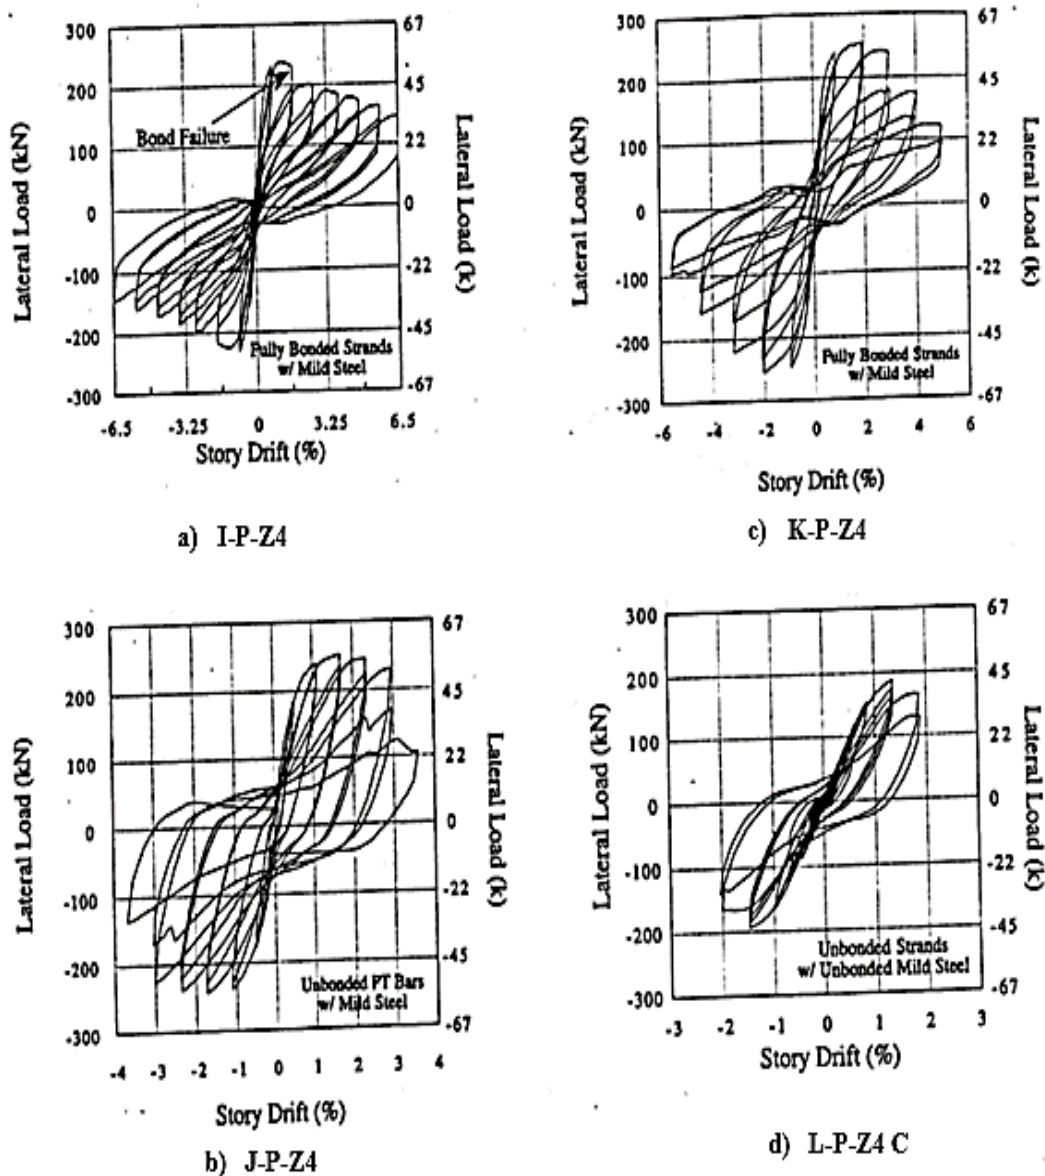 300
200
100
0
-100
-200
-300
Lateral Load (kN)
67
45
22
0
-22
-45
-67
Lateral Load (k)
Bond Failure
Fully Bonded Strands
w/ Mild Steel
-6.5 -3.25 0 3.25 6.5
Story Drift (%)
a) I-P-Z4
300
200
100
0
-100
-200
-300
Lateral Load (kN)
67
45
22
0
-22
-45
-67
Lateral Load (k)
Fully Bonded Strands
w/ Mild Steel
-6 -4 -2 0 2 4 6
Story Drift (%)
c) K-P-Z4
300
200
100
0
-100
-200
-300
Lateral Load (kN)
67
45
22
0
-22
-45
-67
Lateral Load (k)
Unbonded PT Bars
w/ Mild Steel
-4 -3 -2 -1 0 1 2 3 4
Story Drift (%)
b) J-P-Z4
300
200
100
0
-100
-200
-300
Lateral Load (kN)
67
45
22
0
-22
-45
-67
Lateral Load (k)
Unbonded Strands
w/ Unbonded Mild Steel
-3 -2 -1 0 1 2 3
Story Drift (%)
d) L-P-Z4 C